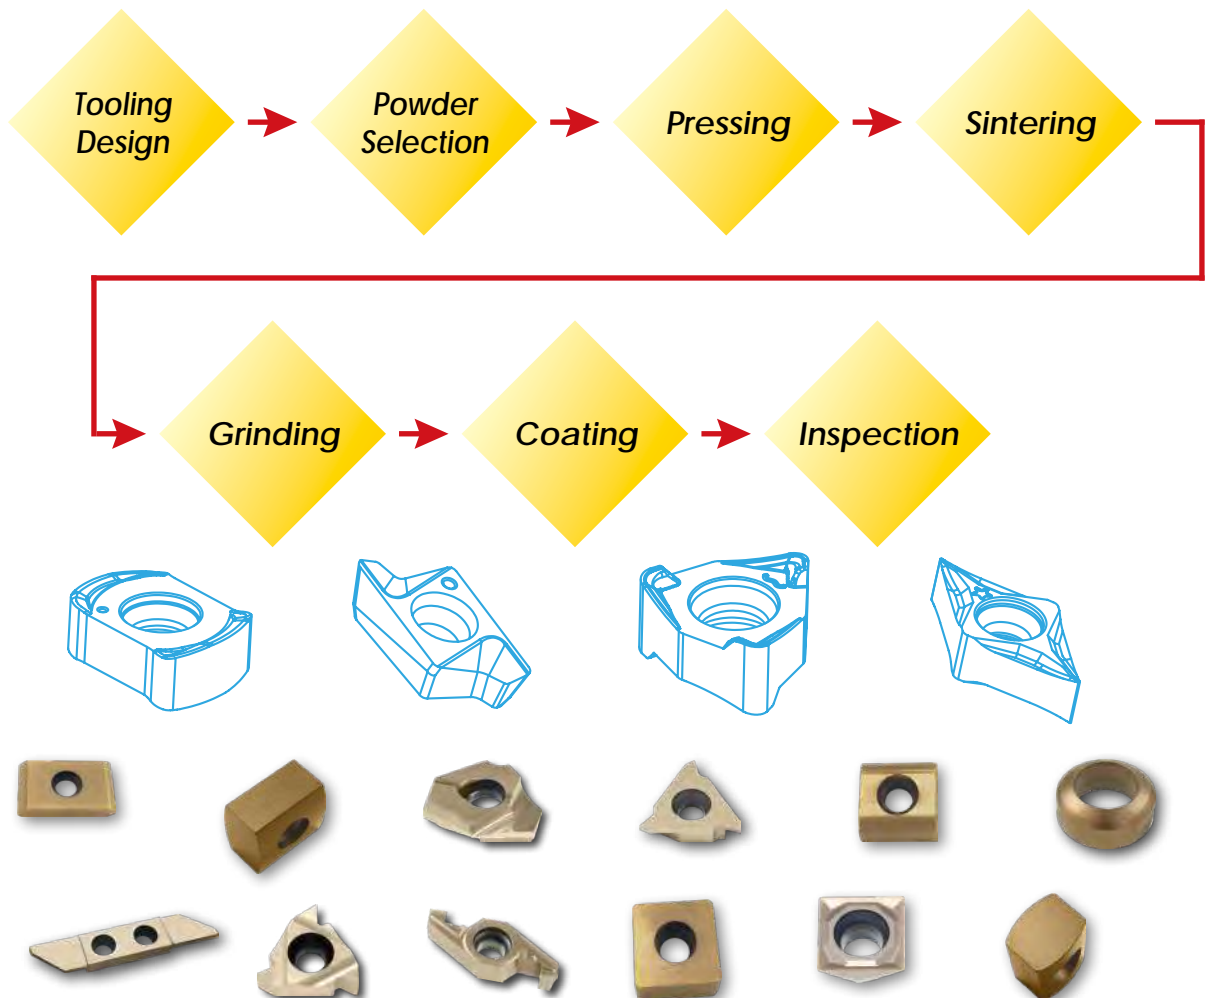 Tooling
Design
Powder
Selection
Pressing
Sintering
Grinding
Coating
Inspection